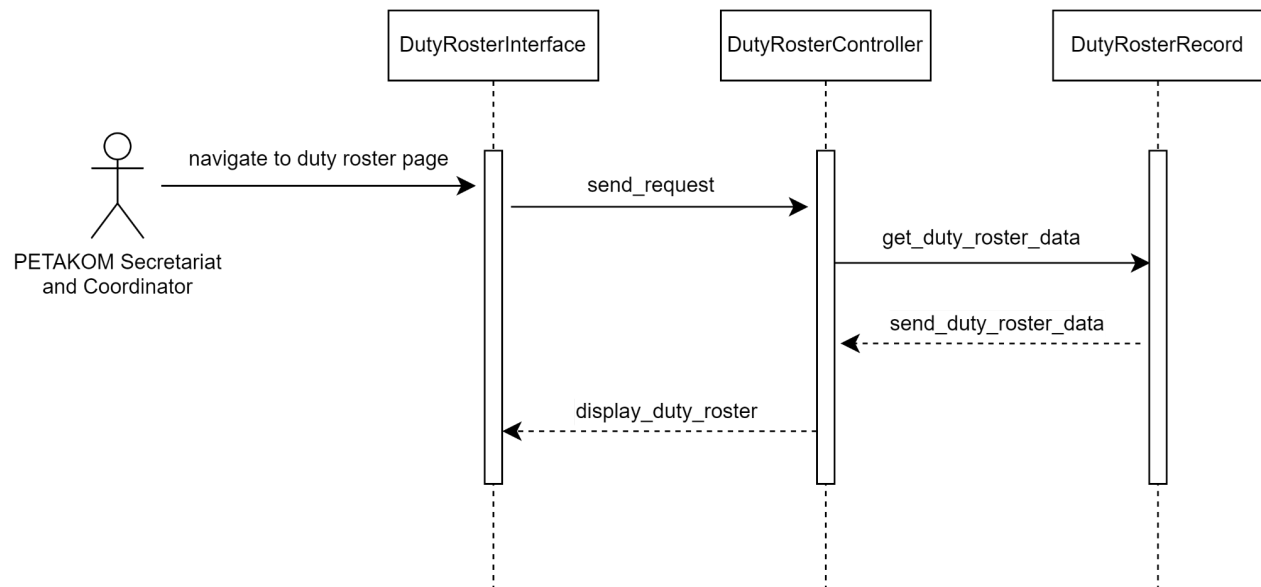 DutyRosterInterface
DutyRosterController
DutyRosterRecord
navigate to duty roster page
send_request
get_duty_roster_data
PETAKOM Secretariat
and Coordinator
send_duty_roster_data
display_duty_roster